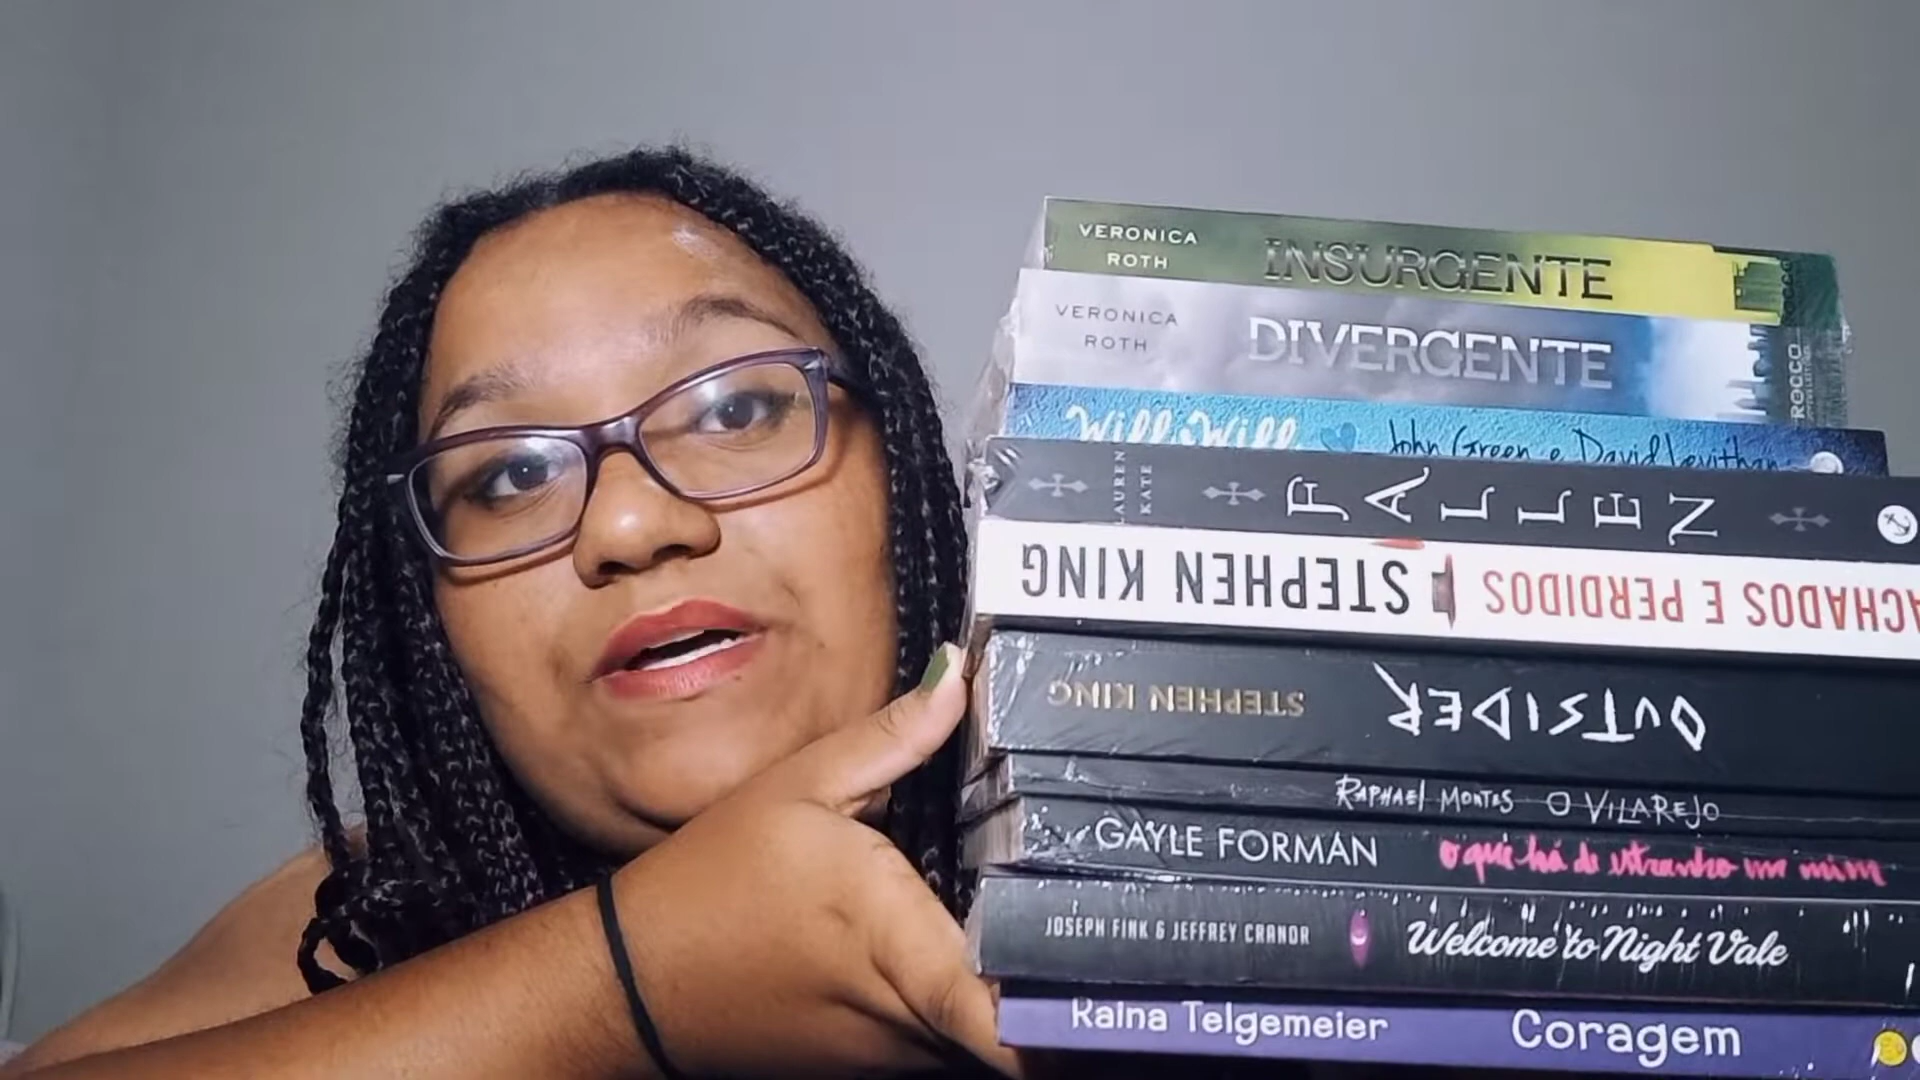 VERONICA ROTH INSURGENTE
VERONICA ROTH DIVERGENTE ROCCO
Will & Will John Green e David Levithan
LAUREN KATE FALLEN
STEPHEN KING ACHADOS E PERDIDOS
STEPHEN KING OUTSIDER
RAPHAEL MONTES O VILAREJO
GAYLE FORMAN o que há de estranho em mim
JOSEPH FINK & JEFFREY CRANOR Welcome to Night Vale
Raina Telgemeier Coragem